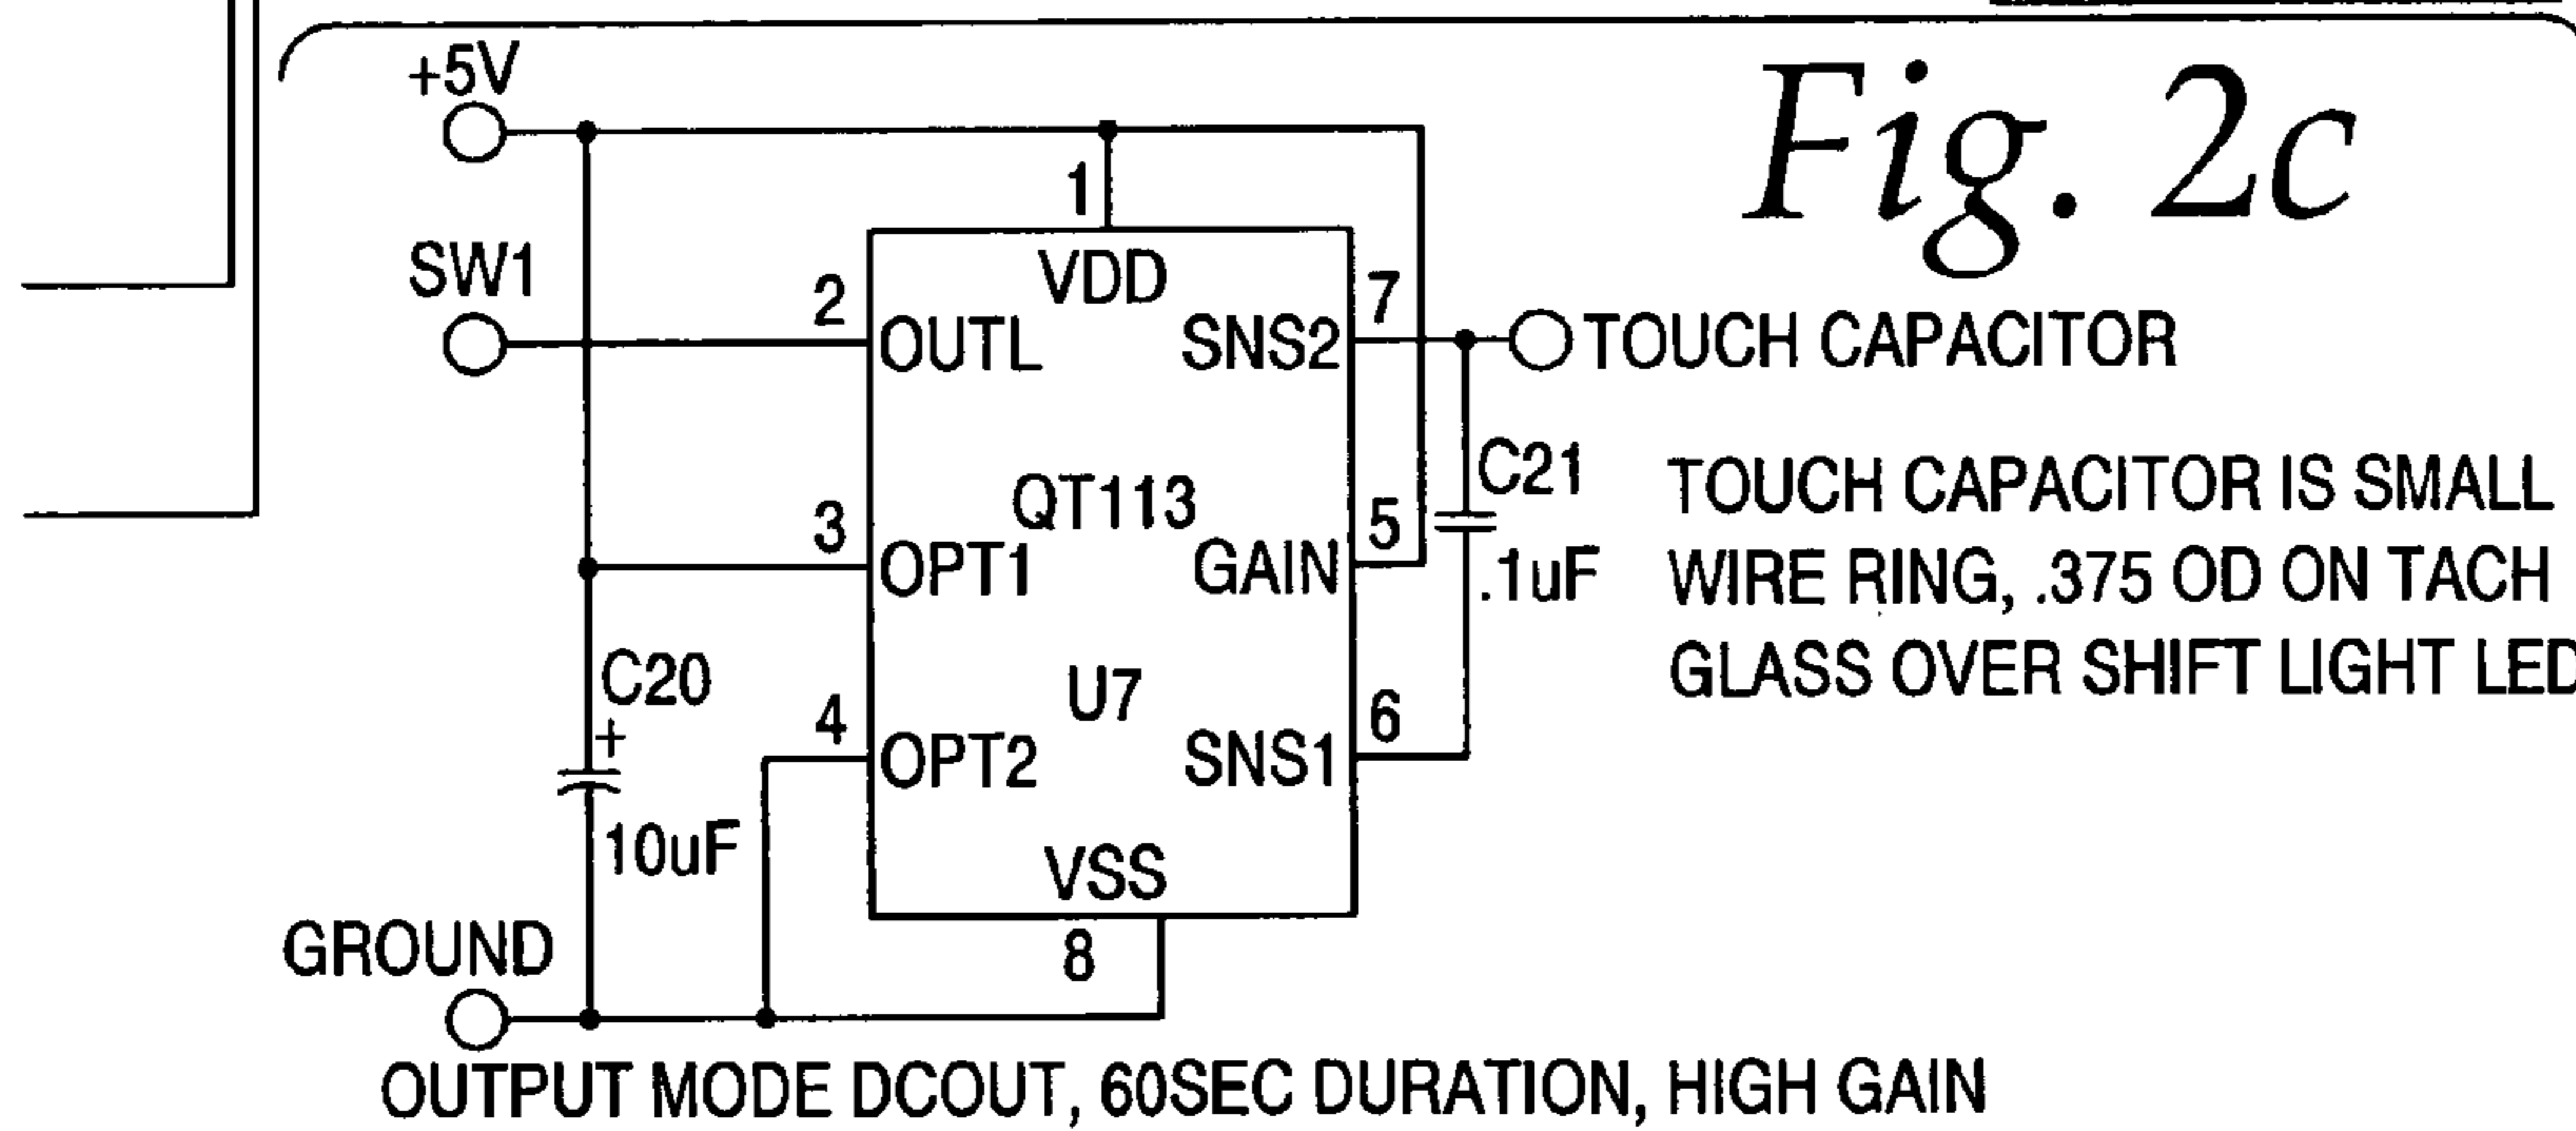 +5V
Fig. 2c
1
SW1
2
VDD
7
OUTL
SNS2
TOUCH CAPACITOR
QT113
C21
3
5
OPT1
GAIN
.1uF
TOUCH CAPACITOR IS SMALL
WIRE RING, .375 OD ON TACH
GLASS OVER SHIFT LIGHT LED
C20
+
4
U7
6
OPT2
SNS1
10uF
VSS
GROUND
8
OUTPUT MODE DCOUT, 60SEC DURATION, HIGH GAIN